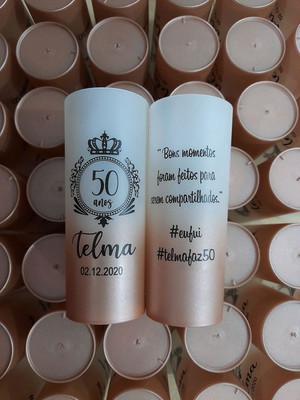 50
anos
Telma
02.12.2020
"Bons momentos
foram feitos para
serem compartilhados."
#eufui
#telmafaz50